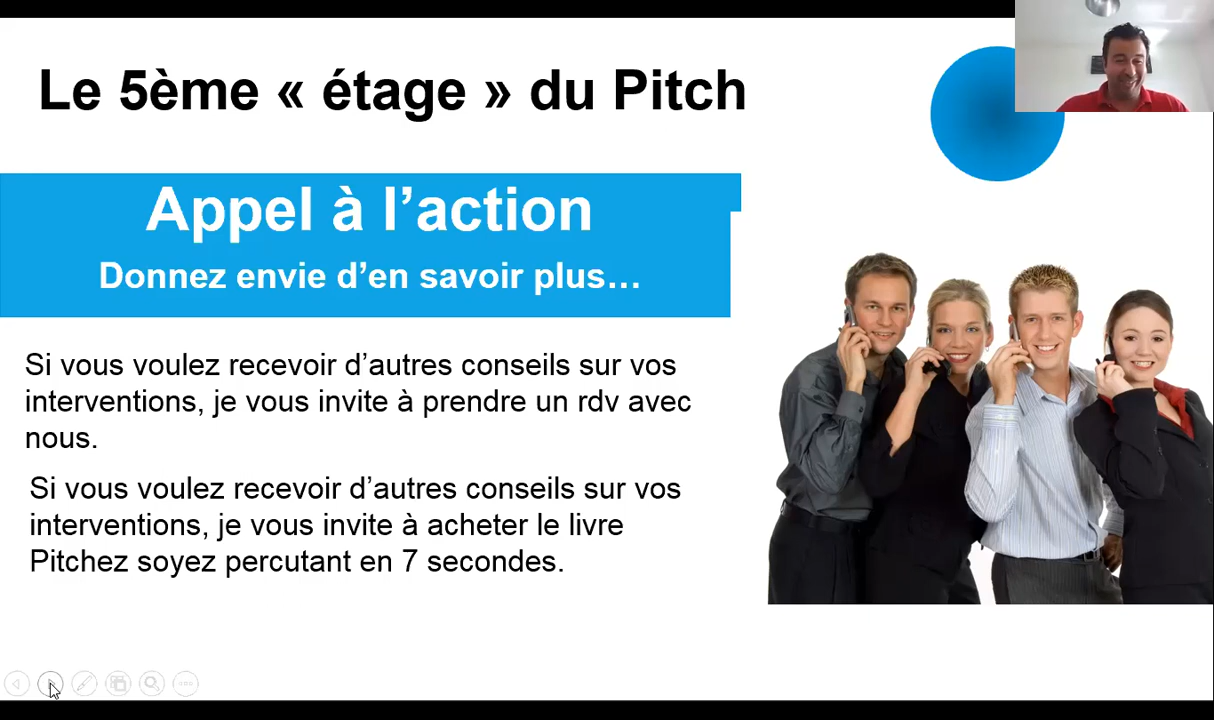 Le 5ème « étage » du Pitch
Appel à l’action
Donnez envie d’en savoir plus…
Si vous voulez recevoir d’autres conseils sur vos
interventions, je vous invite à prendre un rdv avec
nous.
Si vous voulez recevoir d’autres conseils sur vos
interventions, je vous invite à acheter le livre
Pitchez soyez percutant en 7 secondes.